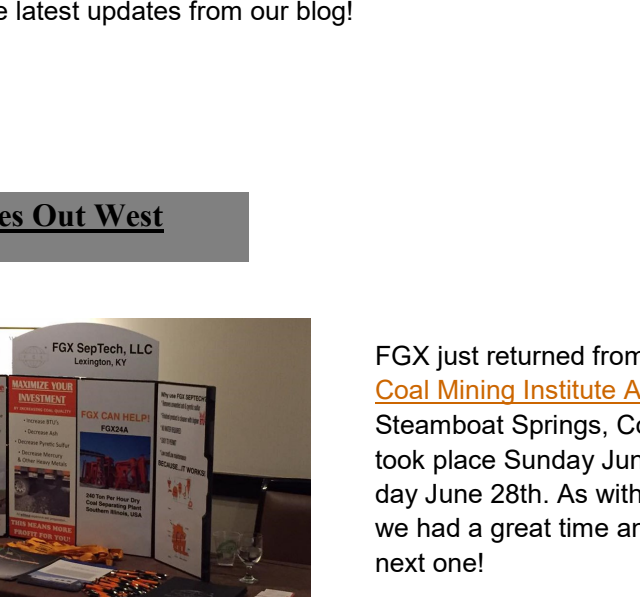 e latest updates from our blog!
es Out West
FGX SepTech, LLC
Lexington, KY
MAXIMIZE YOUR
INVESTMENT
BY INCREASING COAL QUALITY
• Increase BTU's
• Decrease Ash
• Decrease Pyretic Sulfur
• Decrease Mercury
& Other Heavy Metals
THIS MEANS MORE
PROFIT FOR YOU!
FGX CAN HELP!
FGX24A
240 Ton Per Hour Dry
Coal Separating Plant
Southern Illinois, USA
Why use FGX SEPTECH?
BECAUSE...IT WORKS!
FGX just returned from
Coal Mining Institute A
Steamboat Springs, Co
took place Sunday Jun
day June 28th. As with
we had a great time an
next one!